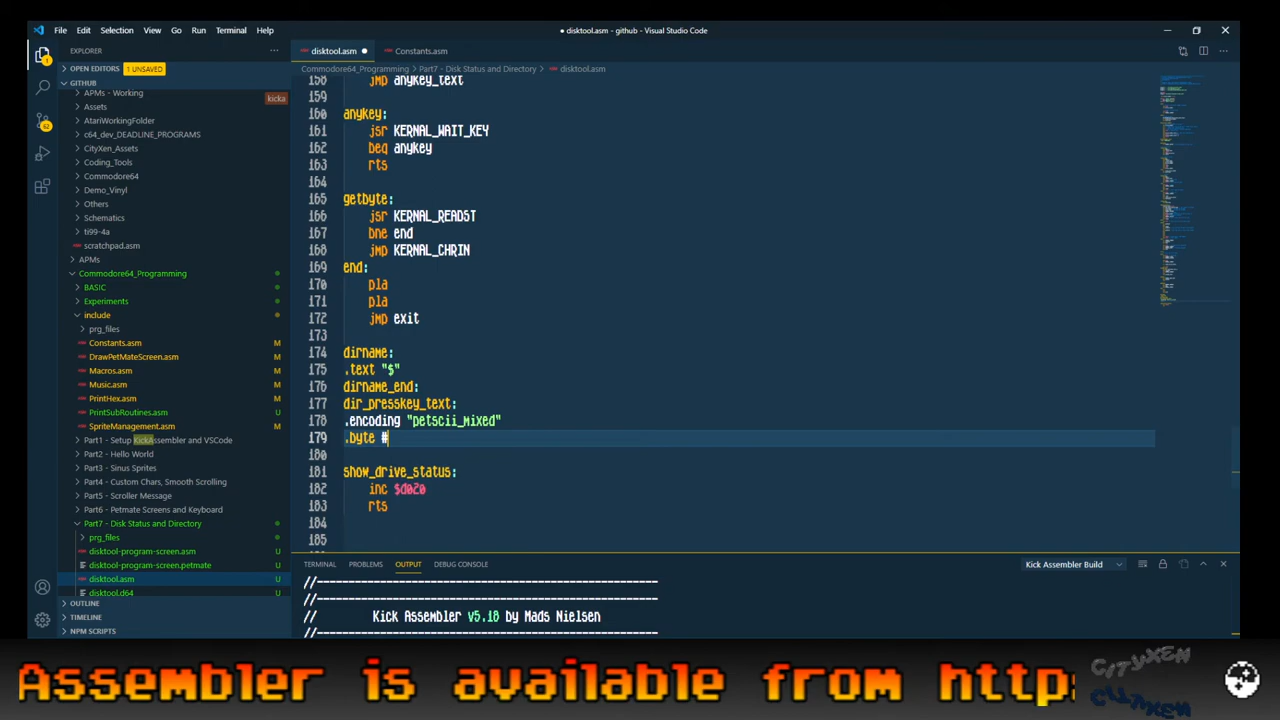 File Edit Selection View Go Run Terminal Help
● disktool.asm - github - Visual Studio Code
EXPLORER
disktool.asm Constants.asm
OPEN EDITORS 1 UNSAVED
Commodore64_Programming > Part7 - Disk Status and Directory > disktool.asm
GITHUB
kicka
APMs - Working
Assets
AtariWorkingFolder
c64_dev_DEADLINE_PROGRAMS
CityXen_Assets
Coding_Tools
Commodore64
Demo_Vinyl
Others
Schematics
ti99-4a
scratchpad.asm
APMs
Commodore64_Programming
BASIC
Experiments
include
prg_files
Constants.asm M
DrawPetMateScreen.asm M
Macros.asm M
Music.asm M
PrintHex.asm M
PrintSubRoutines.asm U
SpriteManagement.asm M
Part1 - Setup KickAssembler and VSCode
Part2 - Hello World
Part3 - Sinus Sprites
Part4 - Custom Chars, Smooth Scrolling
Part5 - Scroller Message
Part6 - Petmate Screens and Keyboard
Part7 - Disk Status and Directory
prg_files
disktool-program-screen.asm U
disktool-program-screen.petmate U
disktool.asm U
disktool.d64 U
OUTLINE
TIMELINE
NPM SCRIPTS
1
62
158 jmp anykey_text
159
160 anykey:
161 jsr KERNAL_WAIT_KEY
162 beq anykey
163 rts
164
165 getbyte:
166 jsr KERNAL_READST
167 bne end
168 jmp KERNAL_CHRIN
169 end:
170 pla
171 pla
172 jmp exit
173
174 dirname:
175 .text "$"
176 dirname_end:
177 dir_presskey_text:
178 .encoding "petscii_mixed"
179 .byte #
180
181 show_drive_status:
182 inc $d020
183 rts
184
185
TERMINAL PROBLEMS OUTPUT DEBUG CONSOLE
Kick Assembler Build
//------------------------------------------------------
//------------------------------------------------------
// Kick Assembler v5.18 by Mads Nielsen
//------------------------------------------------------
Assembler is available from http:
CITYXEN
CITYXEN